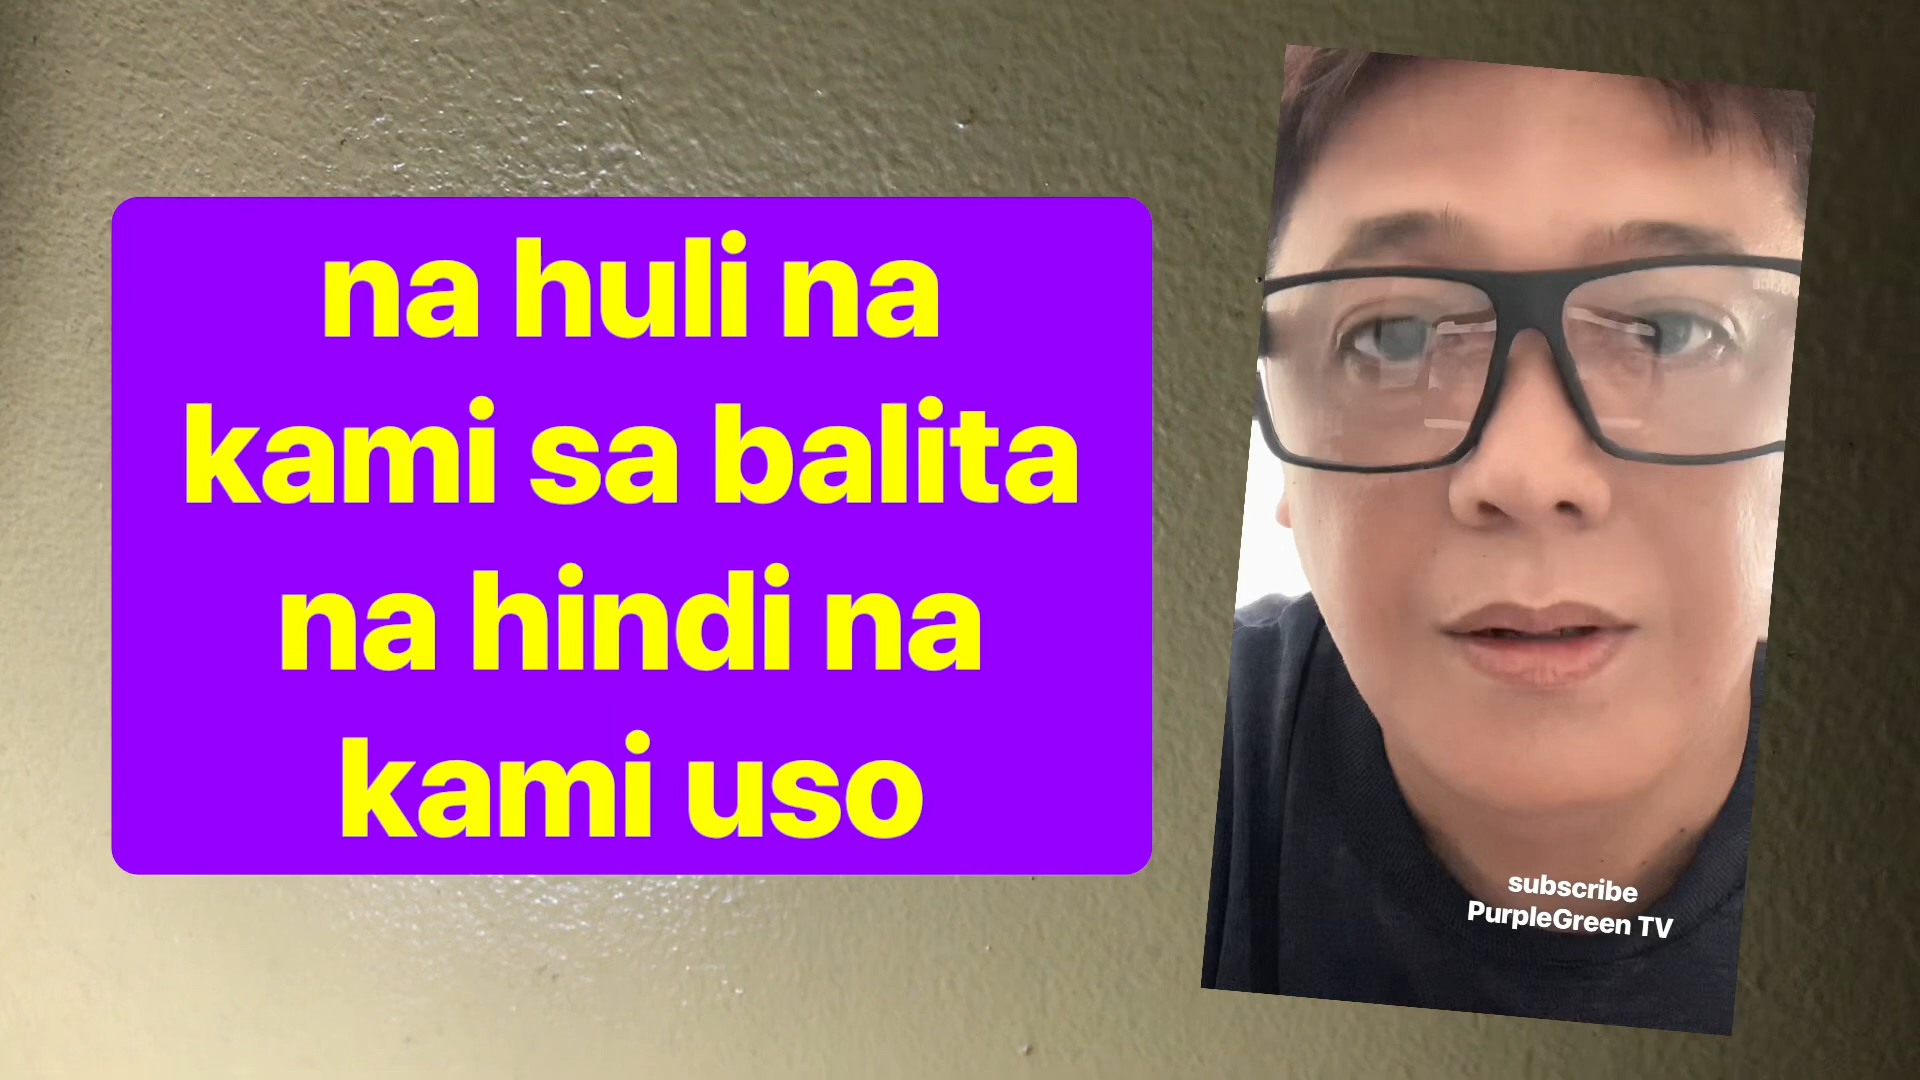 na huli na
kami sa balita
na hindi na
kami uso
subscribe
PurpleGreen TV